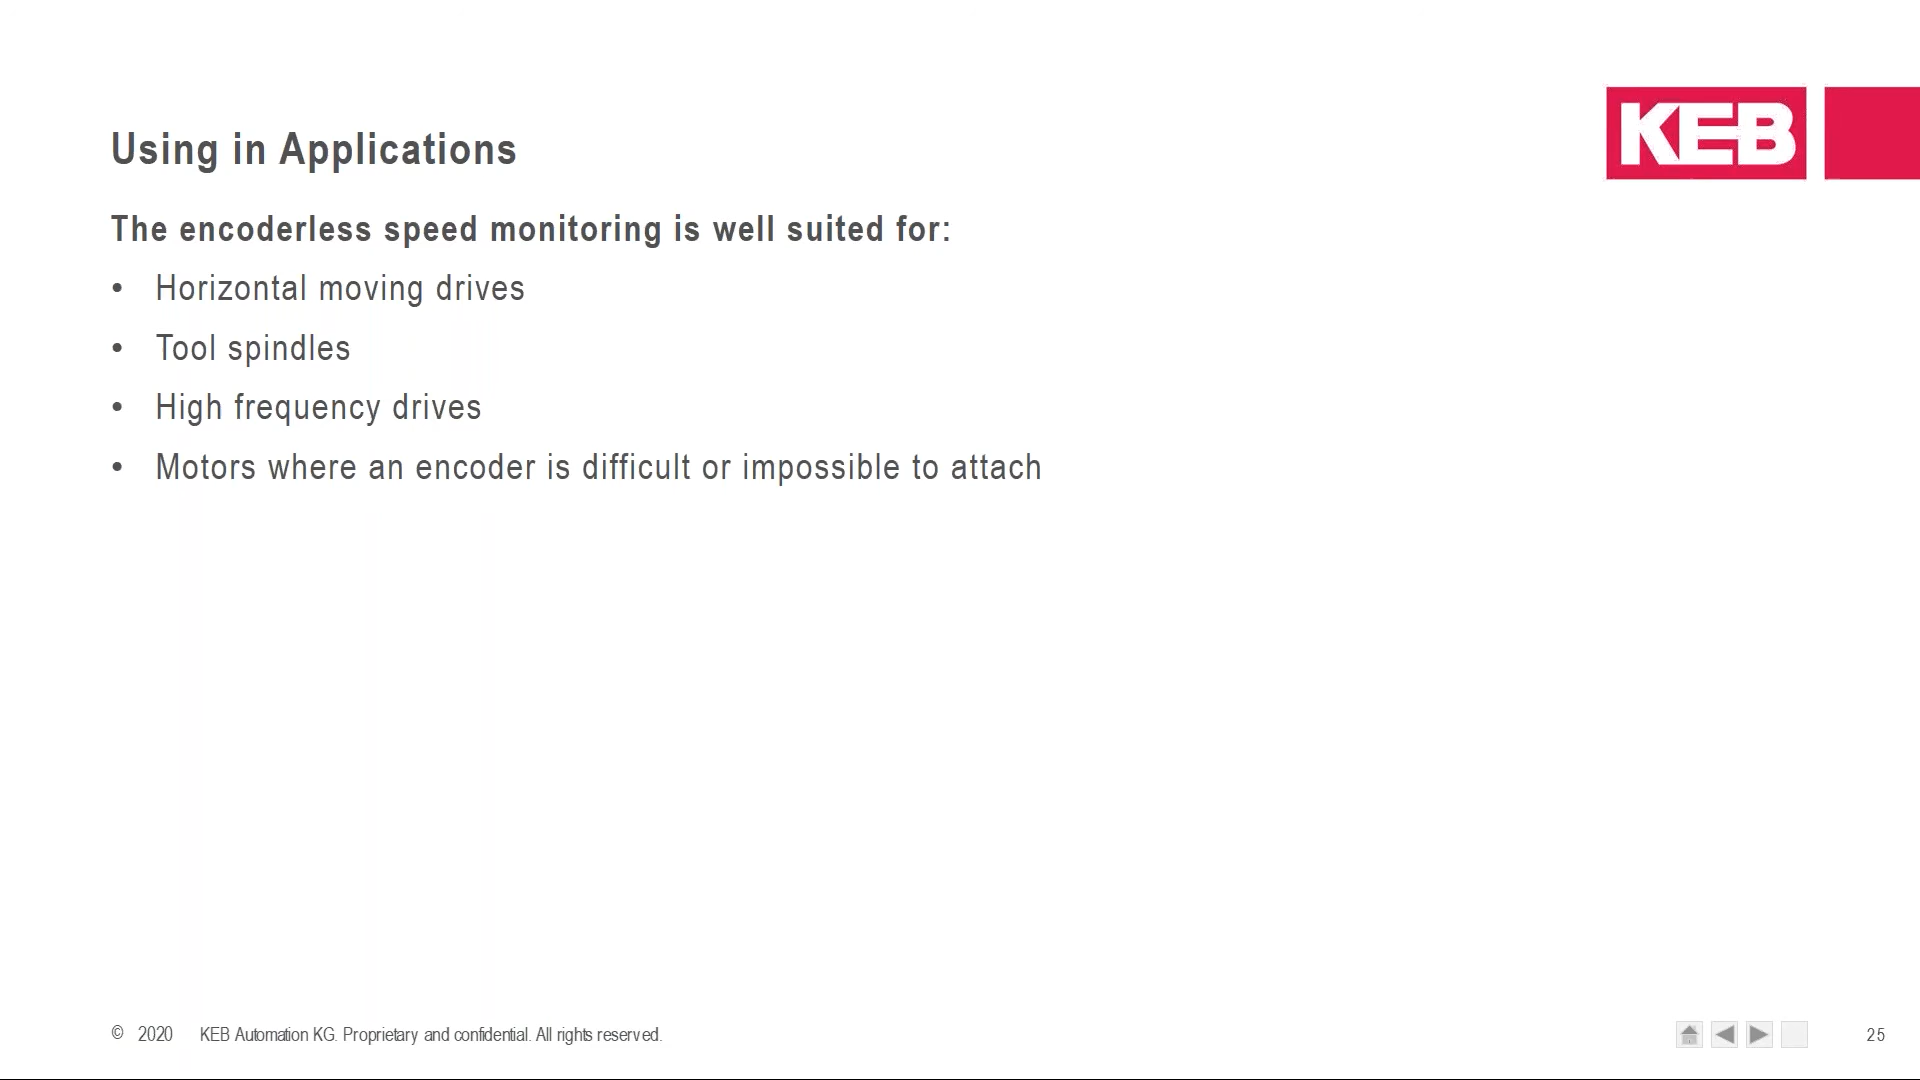 KEB
Using in Applications
The encoderless speed monitoring is well suited for:
• Horizontal moving drives
• Tool spindles
• High frequency drives
• Motors where an encoder is difficult or impossible to attach
© 2020 KEB Automation KG. Proprietary and confidential. All rights reserved.
25